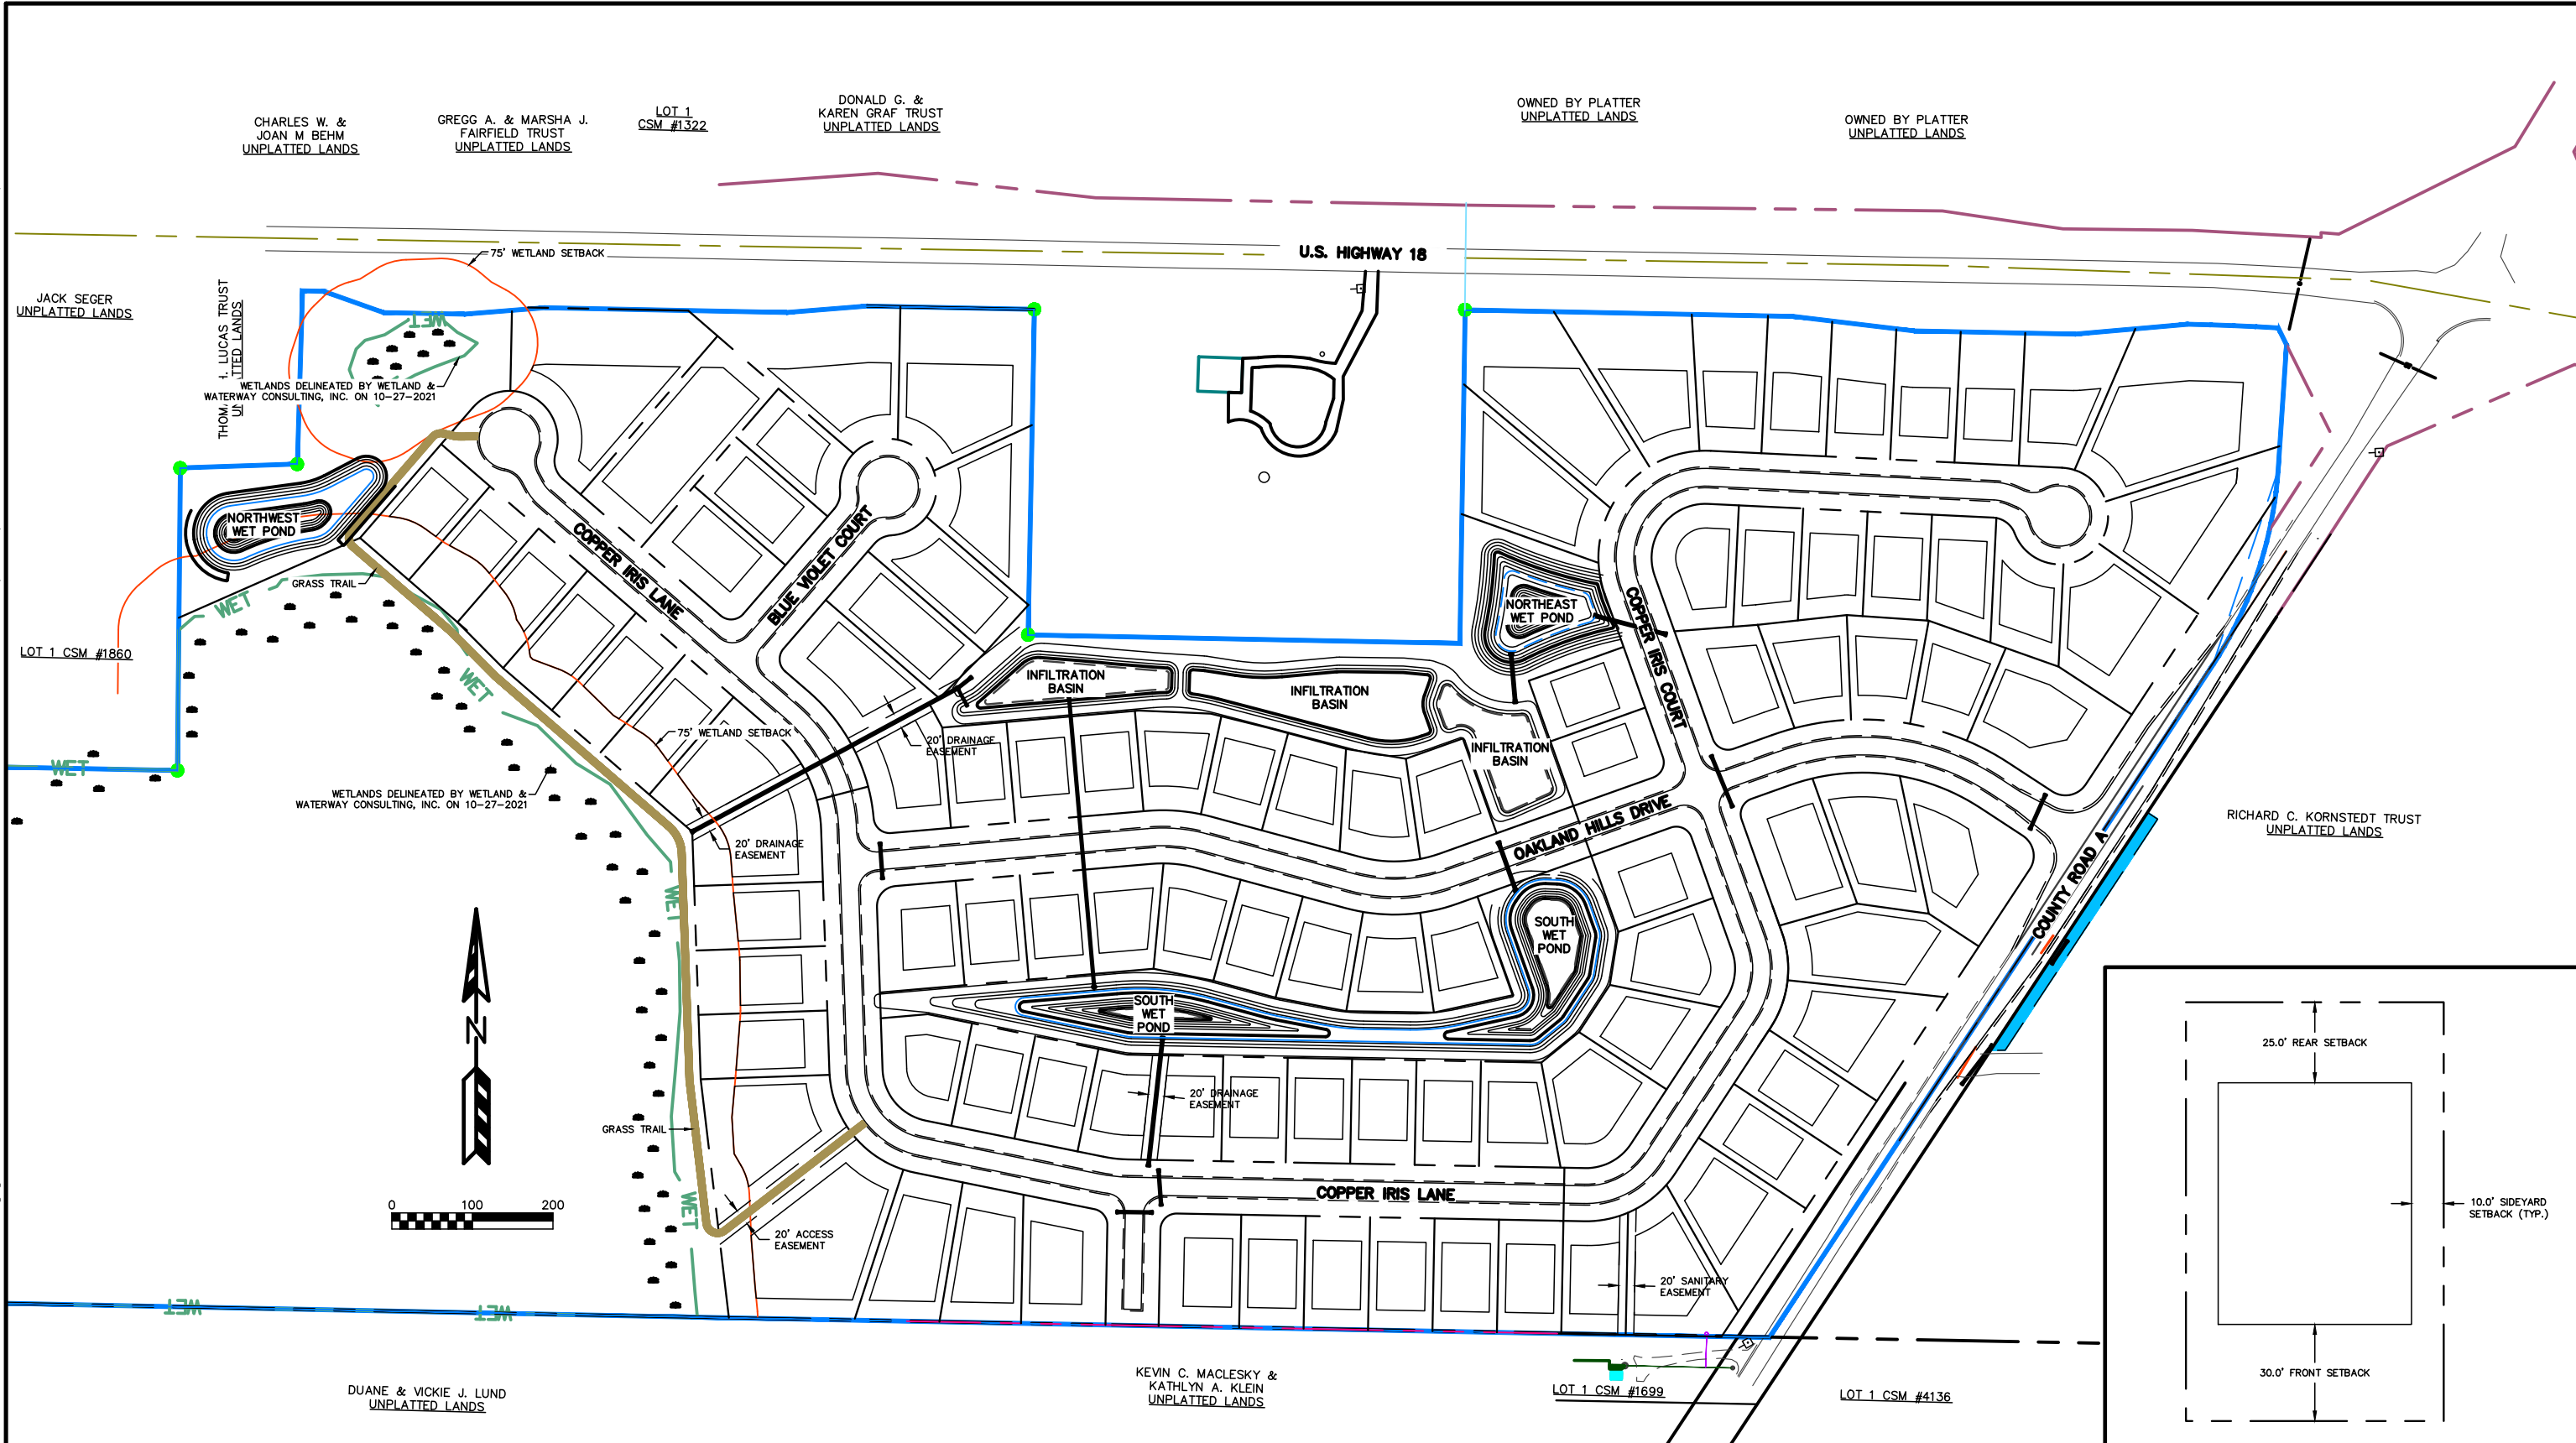 CHARLES W. &
JOAN M BEHM
UNPLATTED LANDS
GREGG A. & MARSHA J.
FAIRFIELD TRUST
UNPLATTED LANDS
LOT 1
CSM #1322
DONALD G. &
KAREN GRAF TRUST
UNPLATTED LANDS
OWNED BY PLATTER
UNPLATTED LANDS
OWNED BY PLATTER
UNPLATTED LANDS
U.S. HIGHWAY 18
75' WETLAND SETBACK
JACK SEGER
UNPLATTED LANDS
LUCAS TRUST
WET
WETLANDS DELINEATED BY WETLAND &
WATERWAY CONSULTING, INC. ON 10-27-2021
NORTHWEST
WET POND
GRASS TRAIL
WET
COPPER IRIS LANE
BLUE VIOLET COURT
NORTHEAST
WET POND
COPPER IRIS COURT
LOT 1 CSM #1860
WET
INFILTRATION
BASIN
INFILTRATION
BASIN
INFILTRATION
BASIN
75' WETLAND SETBACK
20' DRAINAGE
EASEMENT
WET
WETLANDS DELINEATED BY WETLAND &
WATERWAY CONSULTING, INC. ON 10-27-2021
20' DRAINAGE
EASEMENT
OAKLAND HILLS DRIVE
RICHARD C. KORNSTEDT TRUST
UNPLATTED LANDS
COUNTY ROAD A
WET
SOUTH
WET
POND
SOUTH
WET
POND
N
20' DRAINAGE
EASEMENT
GRASS TRAIL
WET
0 100 200
COPPER IRIS LANE
20' ACCESS
EASEMENT
20' SANITARY
EASEMENT
WET
WET
25.0' REAR SETBACK
10.0' SIDEYARD
SETBACK (TYP.)
30.0' FRONT SETBACK
DUANE & VICKIE J. LUND
UNPLATTED LANDS
KEVIN C. MACLESKY &
KATHLYN A. KLEIN
UNPLATTED LANDS
LOT 1 CSM #1699
LOT 1 CSM #4136